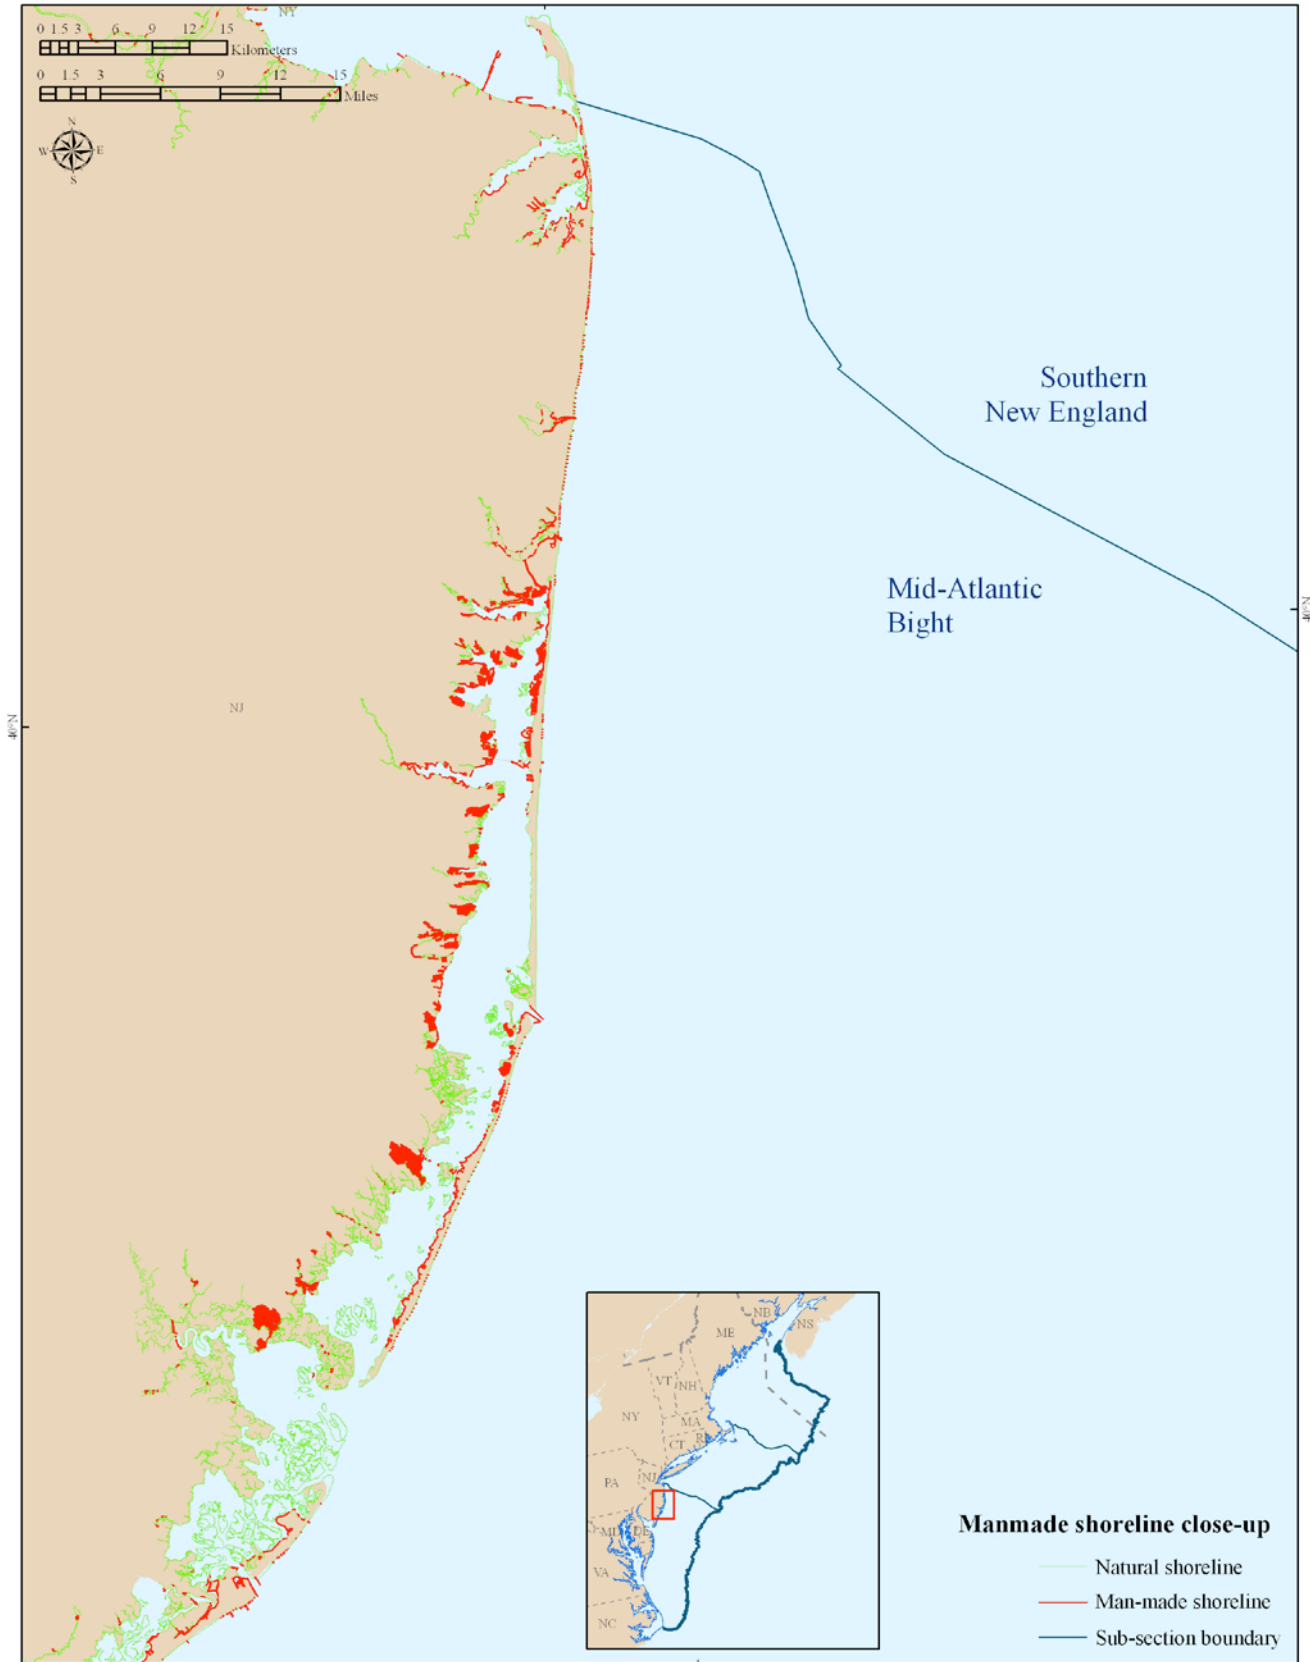 NY
0 1.5 3 6 9 12 15
Kilometers
0 1.5 3 6 9 12 15
Miles
N
W E
S
Southern
New England
Mid-Atlantic
Bight
40°N
NJ
40°N
NB
NS
ME
VT
NH
NY
MA
CT
PA
NJ
MD
DE
VA
NC
Manmade shoreline close-up
Natural shoreline
Man-made shoreline
Sub-section boundary